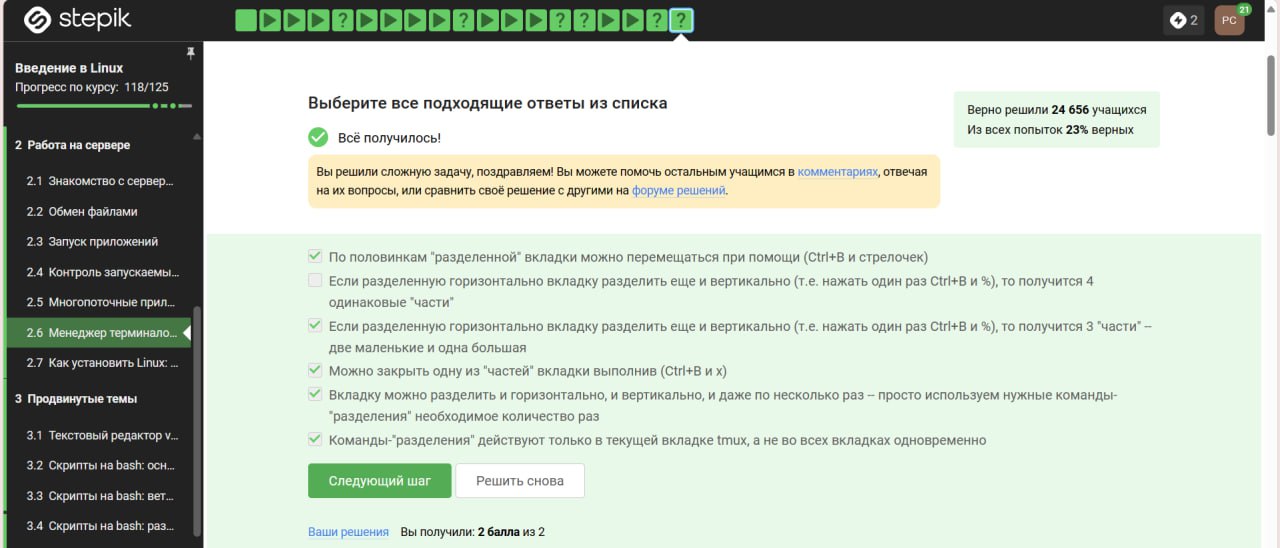 stepik
2
РС
21
Введение в Linux
Прогресс по курсу: 118/125
2 Работа на сервере
2.1 Знакомство с сервер...
2.2 Обмен файлами
2.3 Запуск приложений
2.4 Контроль запускаемы...
2.5 Многопоточные прил...
2.6 Менеджер терминало...
2.7 Как установить Linux: ...
3 Продвинутые темы
3.1 Текстовый редактор v...
3.2 Скрипты на bash: осн...
3.3 Скрипты на bash: вет...
3.4 Скрипты на bash: раз...
Выберите все подходящие ответы из списка
Всё получилось!
Верно решили 24 656 учащихся
Из всех попыток 23% верных
Вы решили сложную задачу, поздравляем! Вы можете помочь остальным учащимся в комментариях, отвечая
на их вопросы, или сравнить своё решение с другими на форуме решений.
По половинкам "разделенной" вкладки можно перемещаться при помощи (Ctrl+B и стрелочек)
Если разделенную горизонтально вкладку разделить еще и вертикально (т.е. нажать один раз Ctrl+B и %), то получится 4
одинаковые "части"
Если разделенную горизонтально вкладку разделить еще и вертикально (т.е. нажать один раз Ctrl+B и %), то получится 3 "части" --
две маленькие и одна большая
Можно закрыть одну из "частей" вкладки выполнив (Ctrl+B и x)
Вкладку можно разделить и горизонтально, и вертикально, и даже по несколько раз -- просто используем нужные команды-
"разделения" необходимое количество раз
Команды-"разделения" действуют только в текущей вкладке tmux, а не во всех вкладках одновременно
Следующий шаг
Решить снова
Ваши решения Вы получили: 2 балла из 2